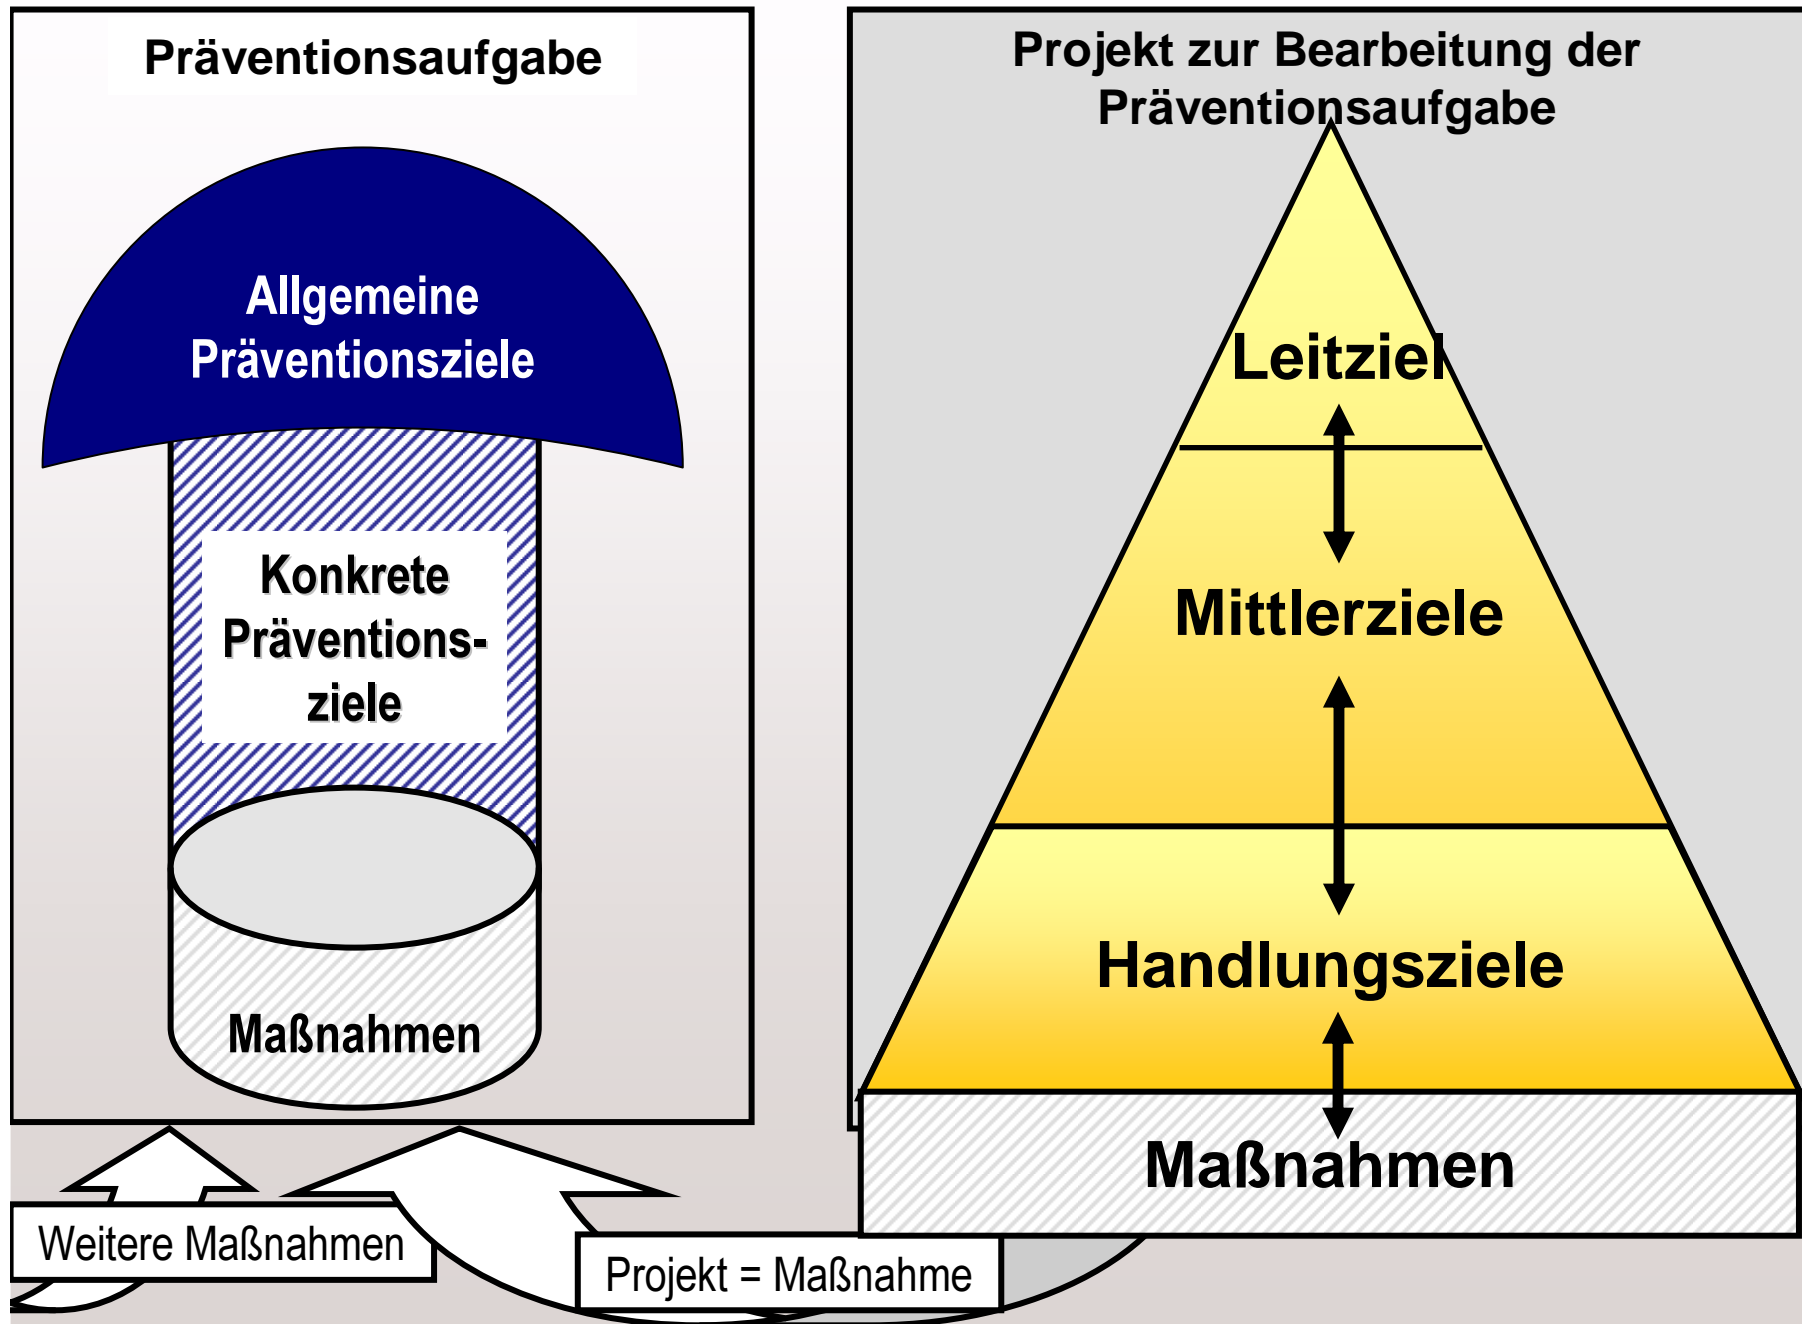 Präventionsaufgabe
Allgemeine
Präventionsziele
Konkrete
Präventions-
ziele
Maßnahmen
Weitere Maßnahmen
Projekt = Maßnahme
Projekt zur Bearbeitung der
Präventionsaufgabe
Leitziel
Mittlerziele
Handlungsziele
Maßnahmen